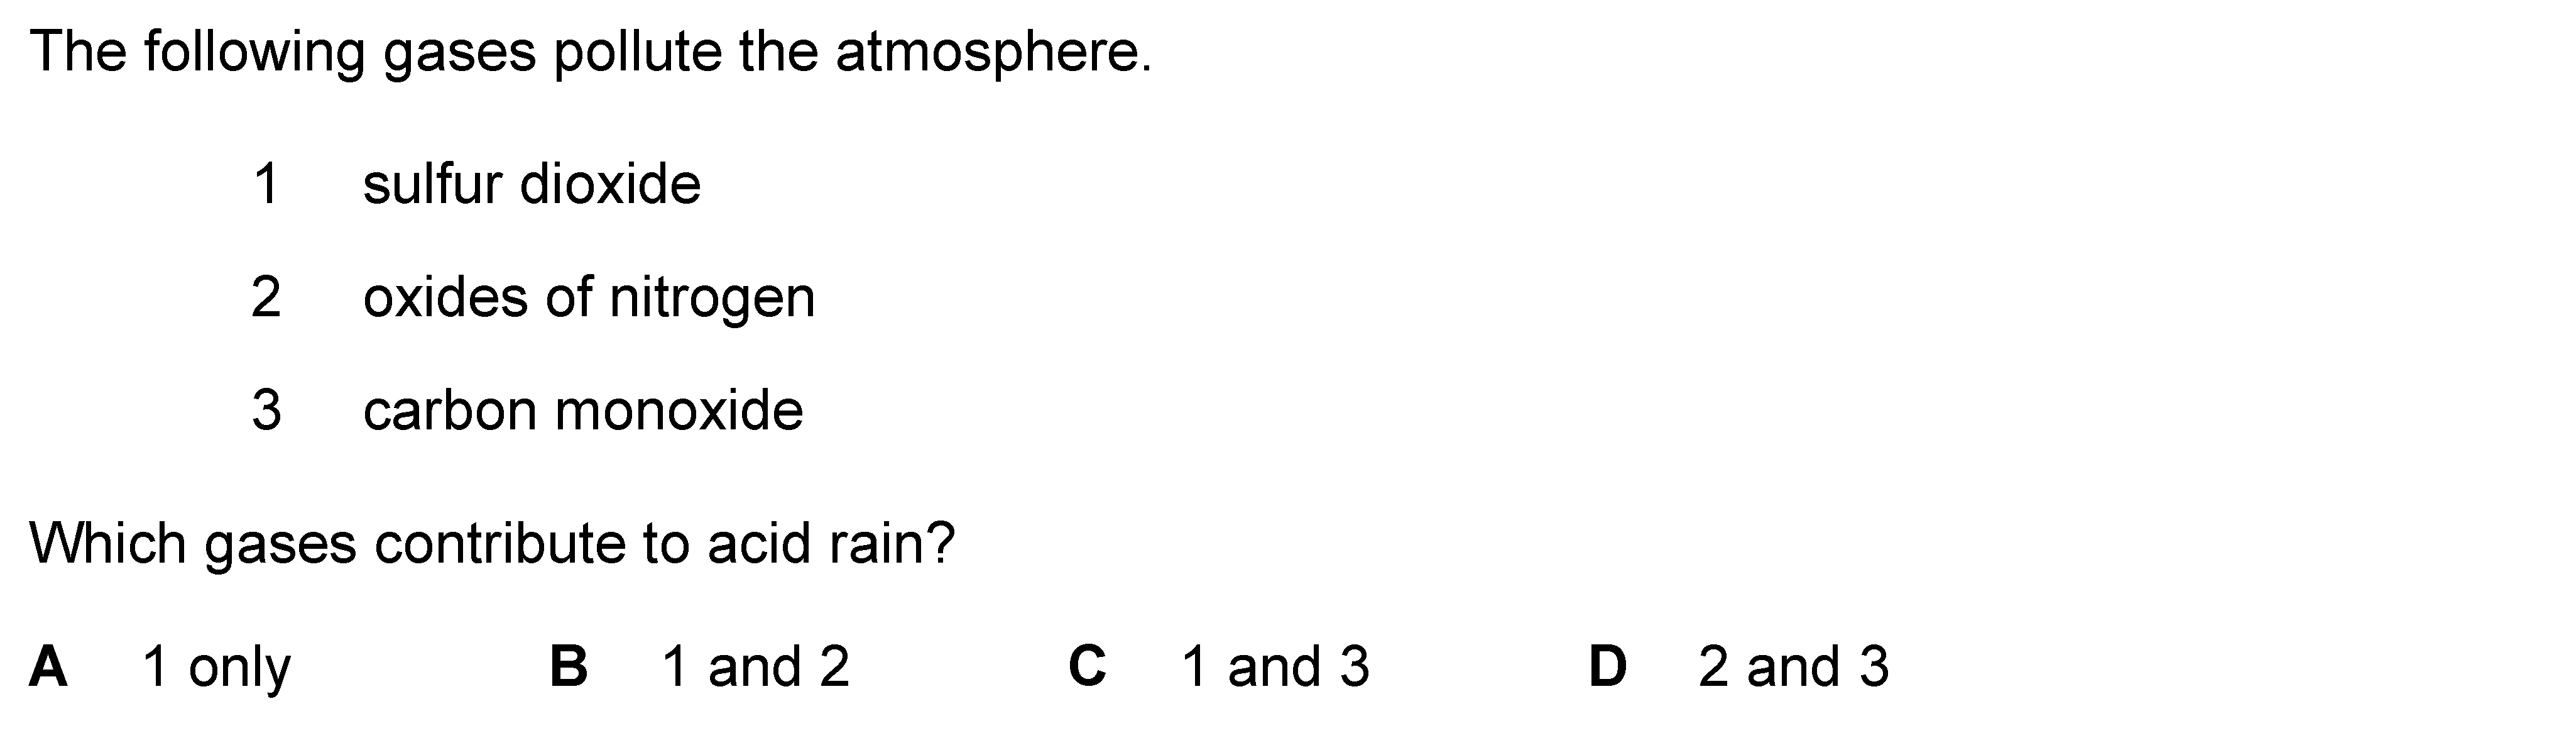 The following gases pollute the atmosphere.
1 sulfur dioxide
2 oxides of nitrogen
3 carbon monoxide
Which gases contribute to acid rain?
A 1 only B 1 and 2 C 1 and 3 D 2 and 3